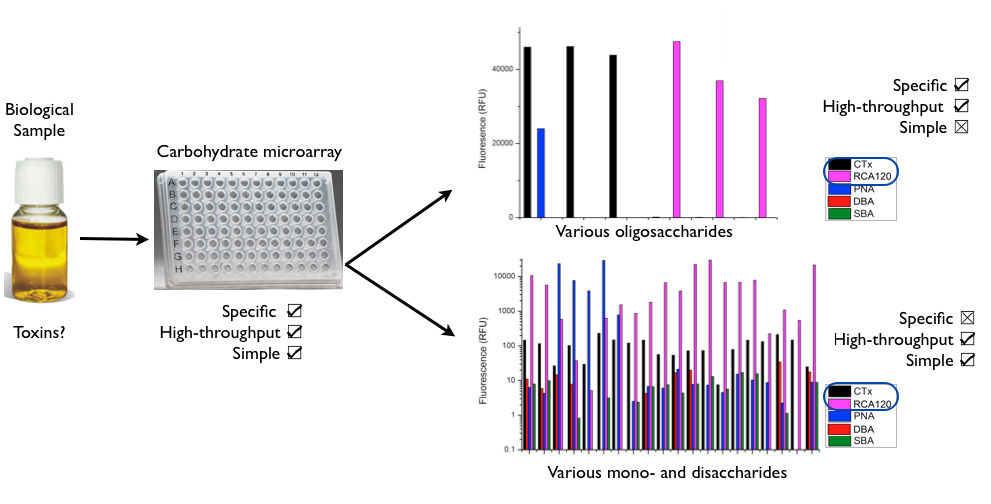 Biological
Sample
Toxins?
Carbohydrate microarray
1 2 3 4 5 6 7 8 9 10 11 12
A
B
C
D
E
F
G
H
Specific
High-throughput
Simple
Fluoresence (RFU)
40000
20000
0
Various oligosaccharides
Specific
High-throughput
Simple
CTx
RCA120
PNA
DBA
SBA
Fluorescence (RFU)
10000
1000
100
10
1
0.1
Various mono- and disaccharides
Specific
High-throughput
Simple
CTx
RCA120
PNA
DBA
SBA